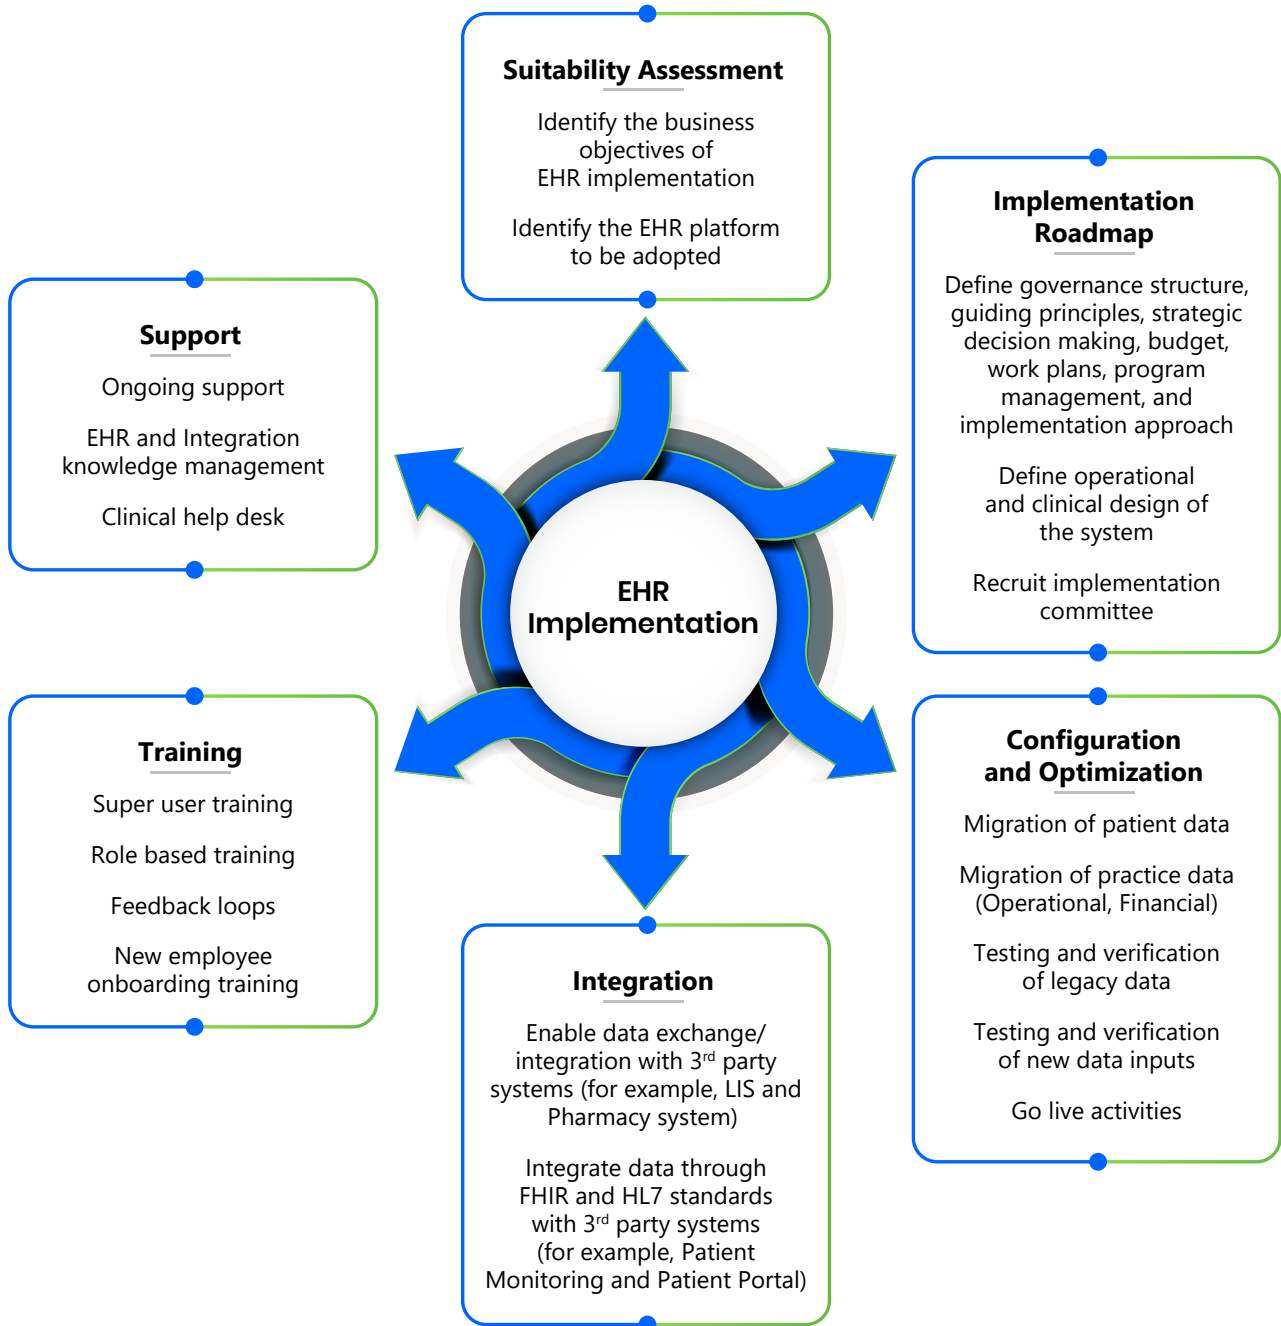 Suitability Assessment
Identify the business
objectives of
EHR implementation
Identify the EHR platform
to be adopted
Implementation
Roadmap
Define governance structure,
guiding principles, strategic
decision making, budget,
work plans, program
management, and
implementation approach
Define operational
and clinical design of
the system
Recruit implementation
committee
Configuration
and Optimization
Migration of patient data
Migration of practice data
(Operational, Financial)
Testing and verification
of legacy data
Testing and verification
of new data inputs
Go live activities
Integration
Enable data exchange/
integration with 3rd party
systems (for example, LIS and
Pharmacy system)
Integrate data through
FHIR and HL7 standards
with 3rd party systems
(for example, Patient
Monitoring and Patient Portal)
Training
Super user training
Role based training
Feedback loops
New employee
onboarding training
Support
Ongoing support
EHR and Integration
knowledge management
Clinical help desk
EHR
Implementation